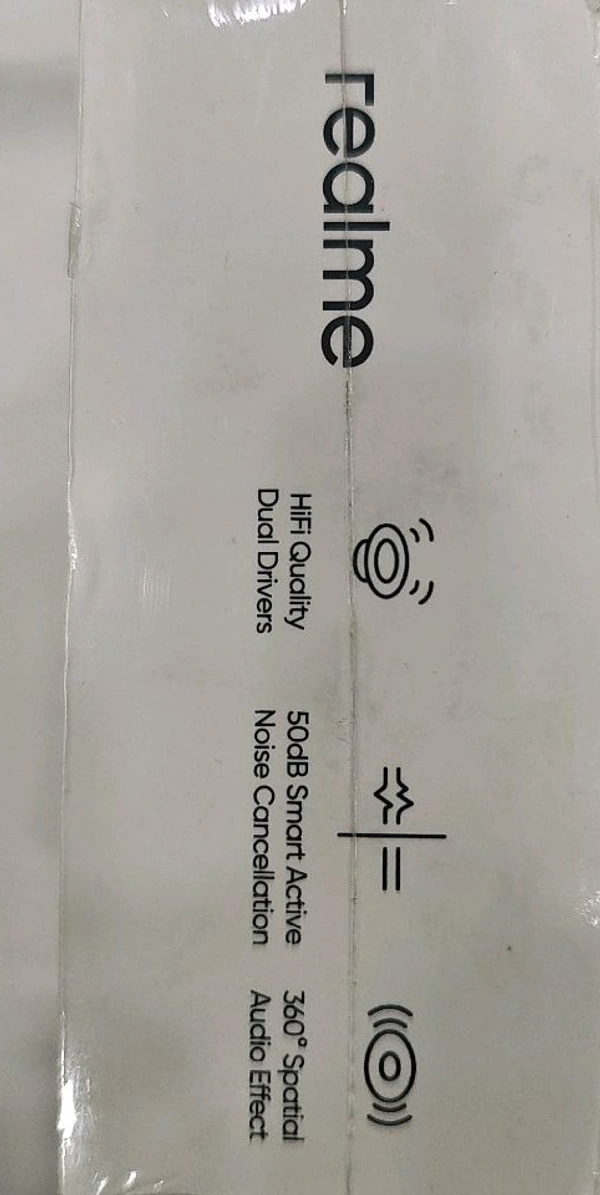 realme
HiFi Quality
Dual Drivers
50dB Smart Active
Noise Cancellation
360° Spatial
Audio Effect